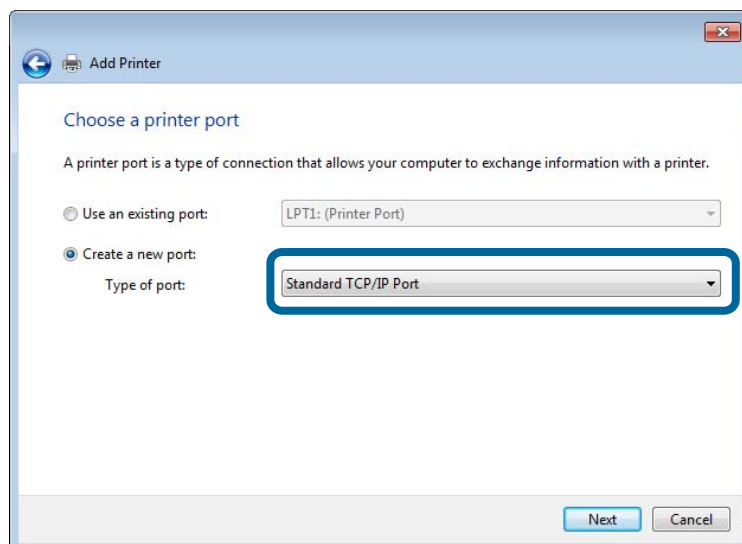 Add Printer
Choose a printer port
A printer port is a type of connection that allows your computer to exchange information with a printer.
Use an existing port: LPT1: (Printer Port)
Create a new port:
Type of port: Standard TCP/IP Port
Next Cancel